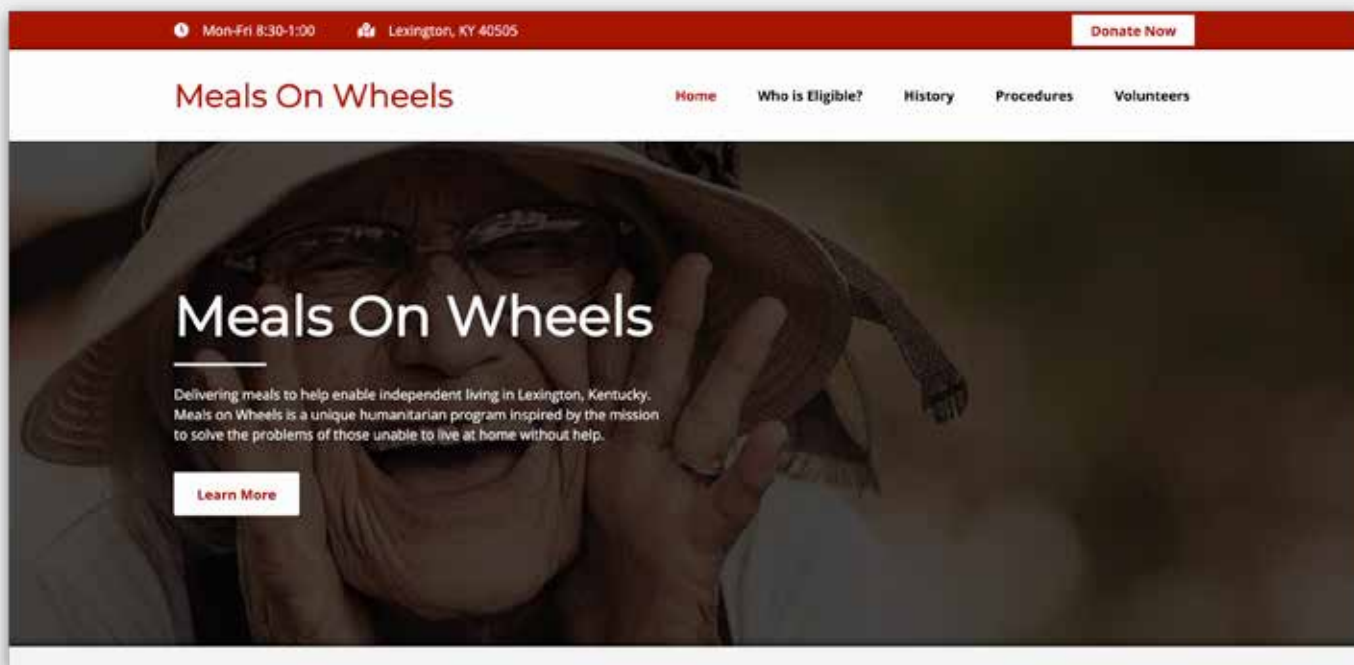 Mon-Fri 8:30-1:00 Lexington, KY 40505 Donate Now
Meals On Wheels Home Who is Eligible? History Procedures Volunteers
Meals On Wheels
Delivering meals to help enable independent living in Lexington, Kentucky.
Meals on Wheels is a unique humanitarian program inspired by the mission
to solve the problems of those unable to live at home without help.
Learn More